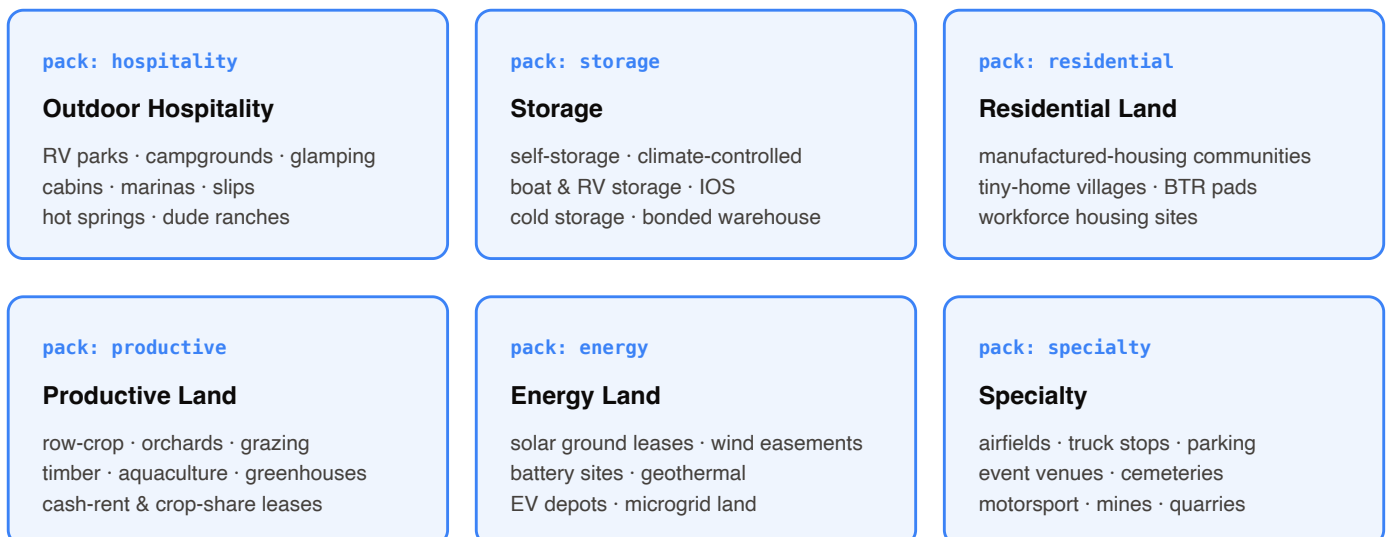 pack: hospitality
Outdoor Hospitality
RV parks · campgrounds · glamping
cabins · marinas · slips
hot springs · dude ranches
pack: storage
Storage
self-storage · climate-controlled
boat & RV storage · IOS
cold storage · bonded warehouse
pack: residential
Residential Land
manufactured-housing communities
tiny-home villages · BTR pads
workforce housing sites
pack: productive
Productive Land
row-crop · orchards · grazing
timber · aquaculture · greenhouses
cash-rent & crop-share leases
pack: energy
Energy Land
solar ground leases · wind easements
battery sites · geothermal
EV depots · microgrid land
pack: specialty
Specialty
airfields · truck stops · parking
event venues · cemeteries
motorsport · mines · quarries